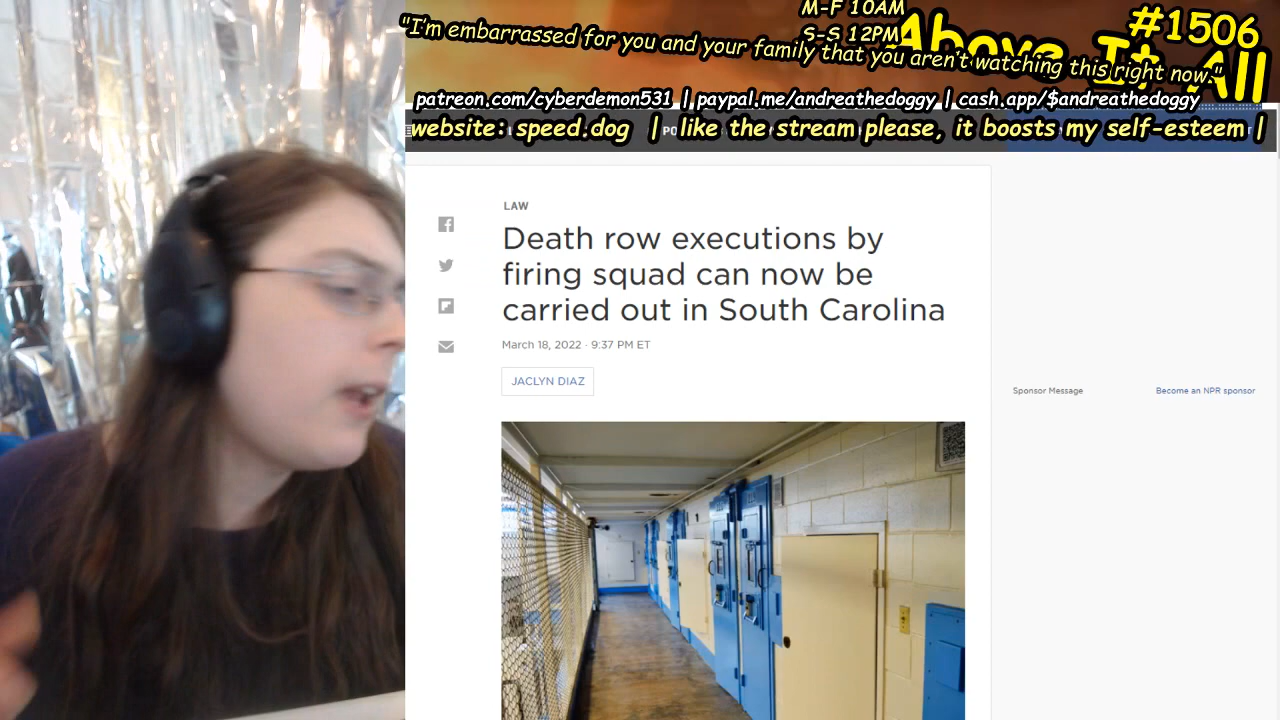 M-F 10AM
S-S 12PM
#1506
Above It All
"I'm embarrassed for you and your family that you aren't watching this right now."
patreon.com/cyberdemon531 | paypal.me/andreathedoggy | cash.app/$andreathedoggy
website: speed.dog | like the stream please, it boosts my self-esteem |
LAW
Death row executions by
firing squad can now be
carried out in South Carolina
March 18, 2022 · 9:37 PM ET
JACLYN DIAZ
Sponsor Message
Become an NPR sponsor